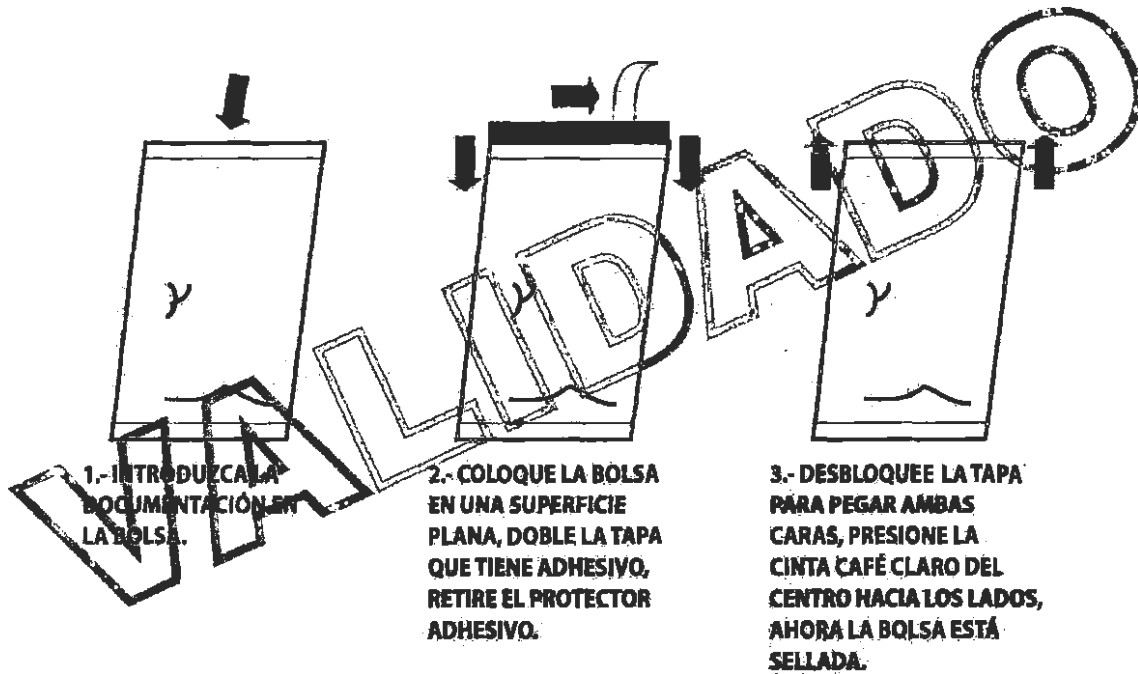 VALIDADO
1.- INTRODUZCA LA
DOCUMENTACIÓN EN
LA BOLSA.
2.- COLOQUE LA BOLSA
EN UNA SUPERFICIE
PLANA, DOBLE LA TAPA
QUE TIENE ADHESIVO,
RETIRE EL PROTECTOR
ADHESIVO.
3.- DESBLOQUEE LA TAPA
PARA PEGAR AMBAS
CARAS, PRESIONE LA
CINTA CAFÉ CLARO DEL
CENTRO HACIA LOS LADOS,
AHORA LA BOLSA ESTÁ
SELLADA.